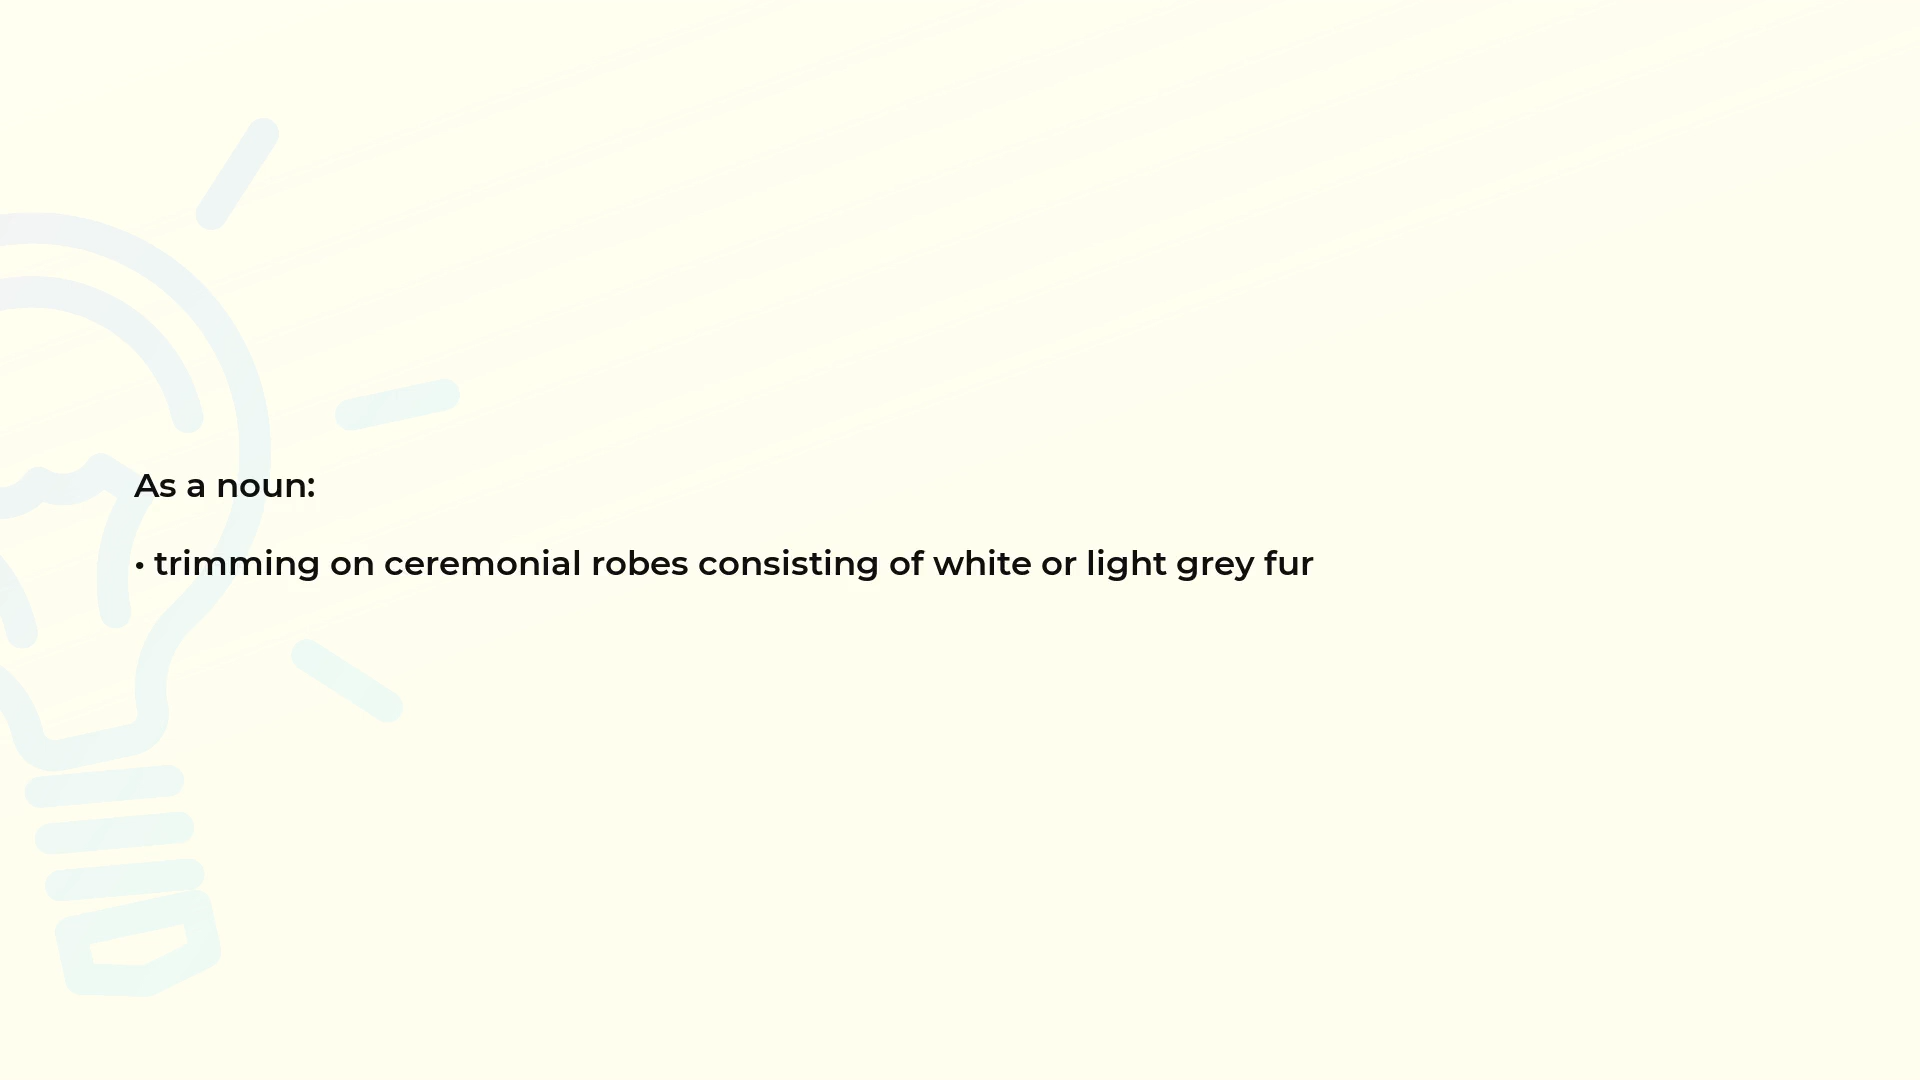 As a noun:
• trimming on ceremonial robes consisting of white or light grey fur